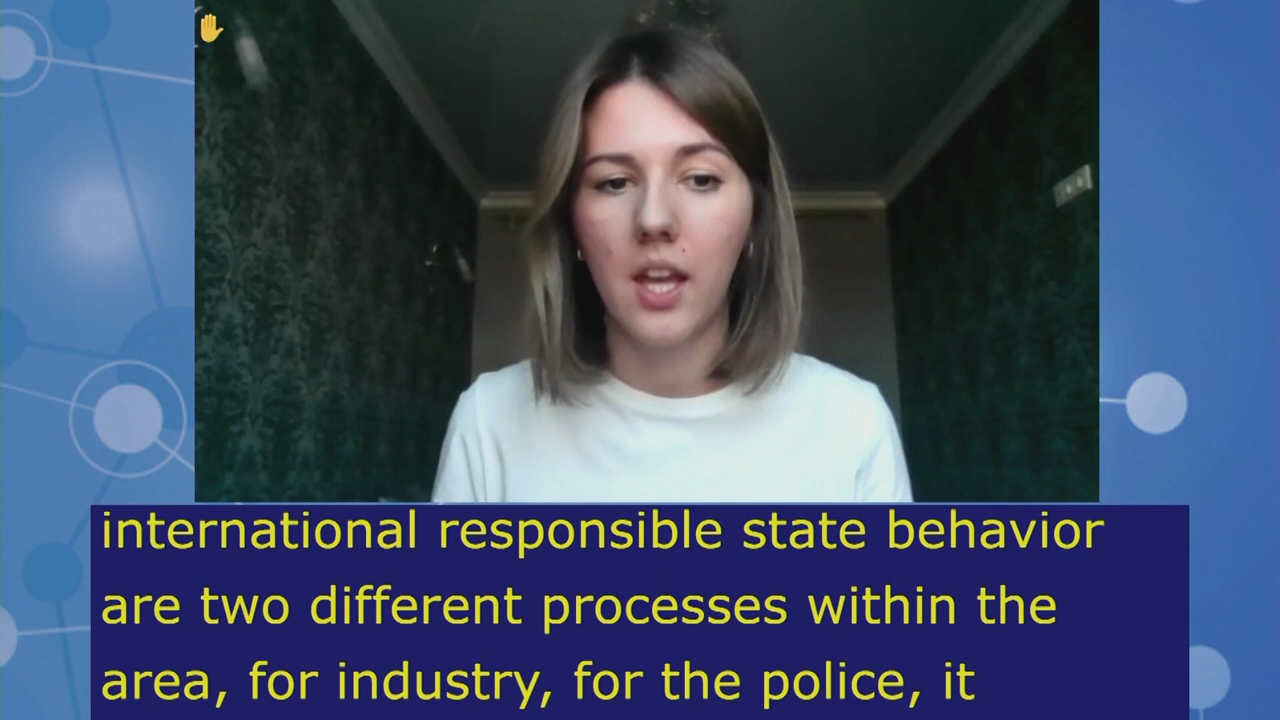 international responsible state behavior
are two different processes within the
area, for industry, for the police, it